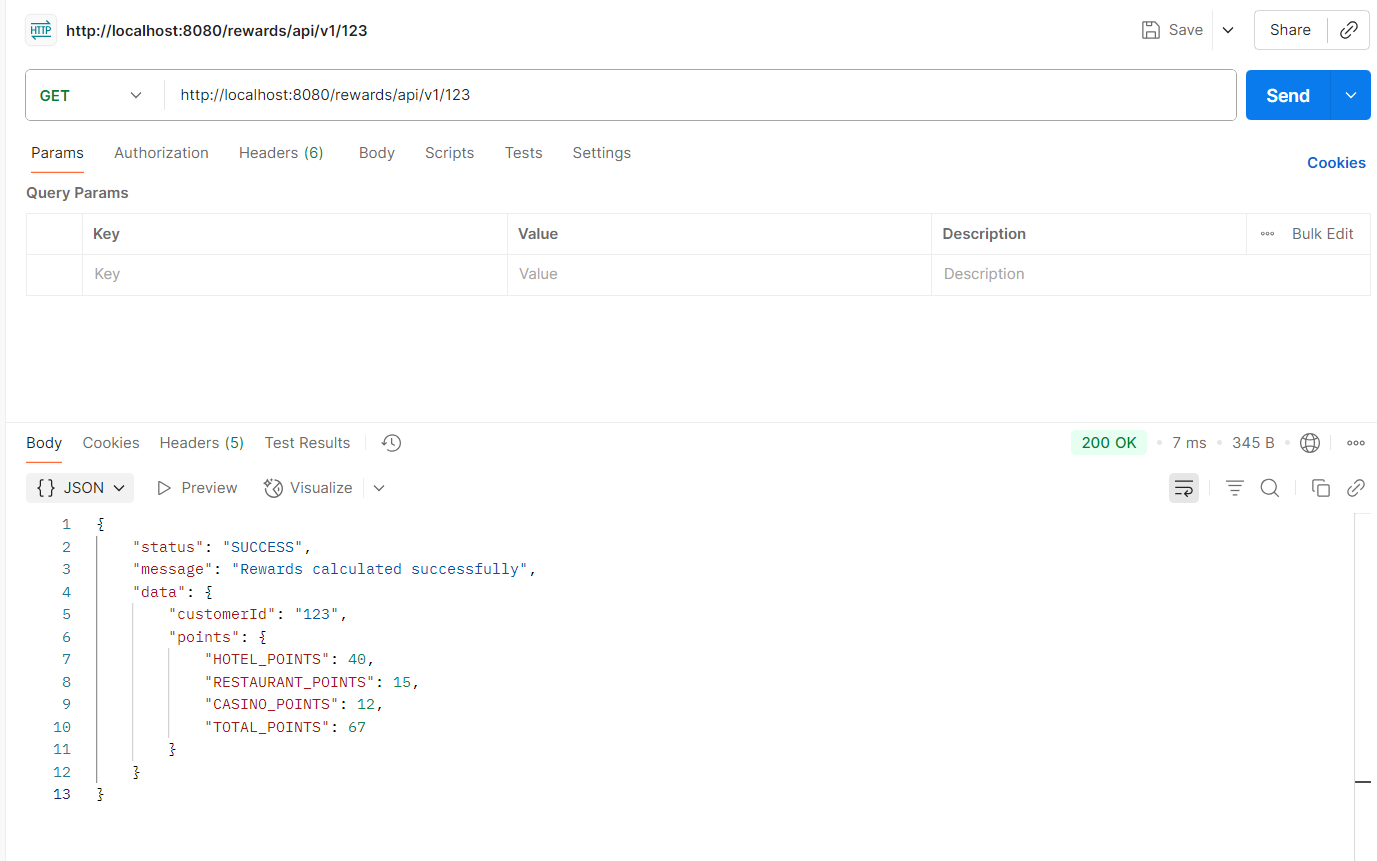 HTTP http://localhost:8080/rewards/api/v1/123 Save Share
GET http://localhost:8080/rewards/api/v1/123 Send
Params Authorization Headers (6) Body Scripts Tests Settings Cookies
Query Params
Key Value Description Bulk Edit
Key Value Description
Body Cookies Headers (5) Test Results 200 OK • 7 ms • 345 B
{} JSON Preview Visualize
1 {
2 "status": "SUCCESS",
3 "message": "Rewards calculated successfully",
4 "data": {
5 "customerId": "123",
6 "points": {
7 "HOTEL_POINTS": 40,
8 "RESTAURANT_POINTS": 15,
9 "CASINO_POINTS": 12,
10 "TOTAL_POINTS": 67
11 }
12 }
13 }